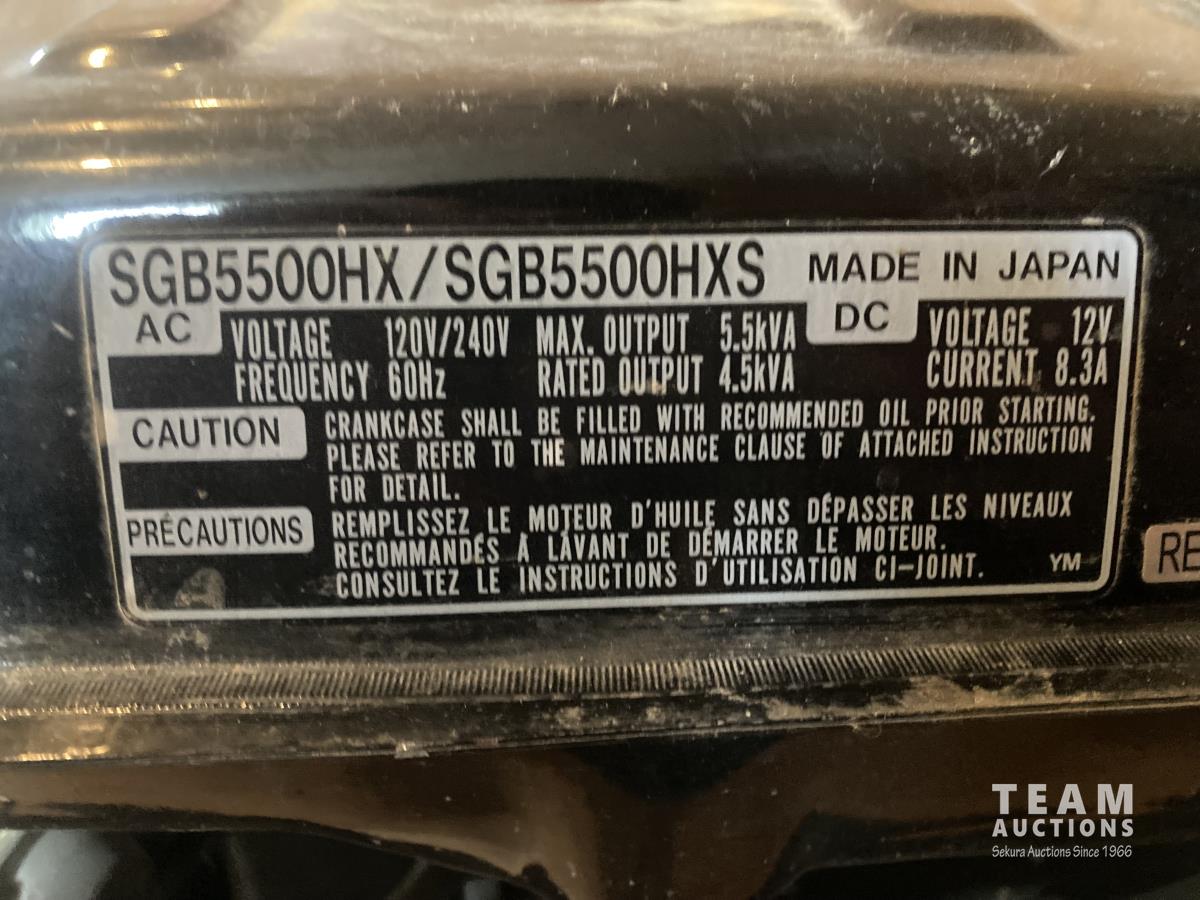 SGB5500HX/SGB5500HXS MADE IN JAPAN
AC VOLTAGE 120V/240V MAX. OUTPUT 5.5kVA DC VOLTAGE 12V
FREQUENCY 60Hz RATED OUTPUT 4.5kVA CURRENT 8.3A
CAUTION CRANKCASE SHALL BE FILLED WITH RECOMMENDED OIL PRIOR STARTING.
PLEASE REFER TO THE MAINTENANCE CLAUSE OF ATTACHED INSTRUCTION
FOR DETAIL.
PRÉCAUTIONS REMPLISSEZ LE MOTEUR D'HUILE SANS DÉPASSER LES NIVEAUX
RECOMMANDÉS À LAVANT DE DÉMARRER LE MOTEUR.
CONSULTEZ LE INSTRUCTIONS D'UTILISATION CI-JOINT. YM
RE
TEAM
AUCTIONS
Sekura Auctions Since 1966